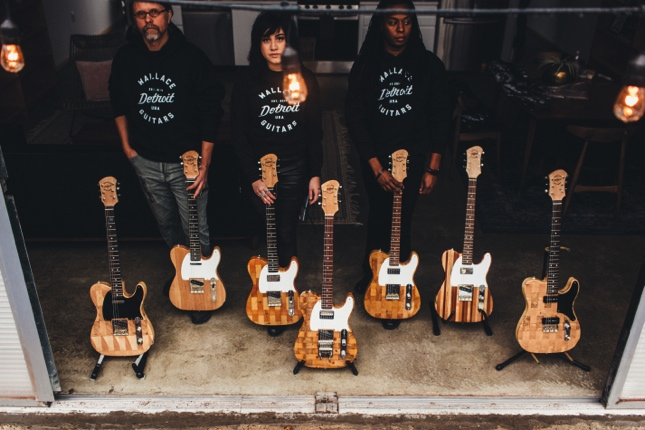 WALLACE
Detroit
USA
GUITARS
WALLACE
Detroit
USA
GUITARS
WALLACE
Detroit
USA
GUITARS